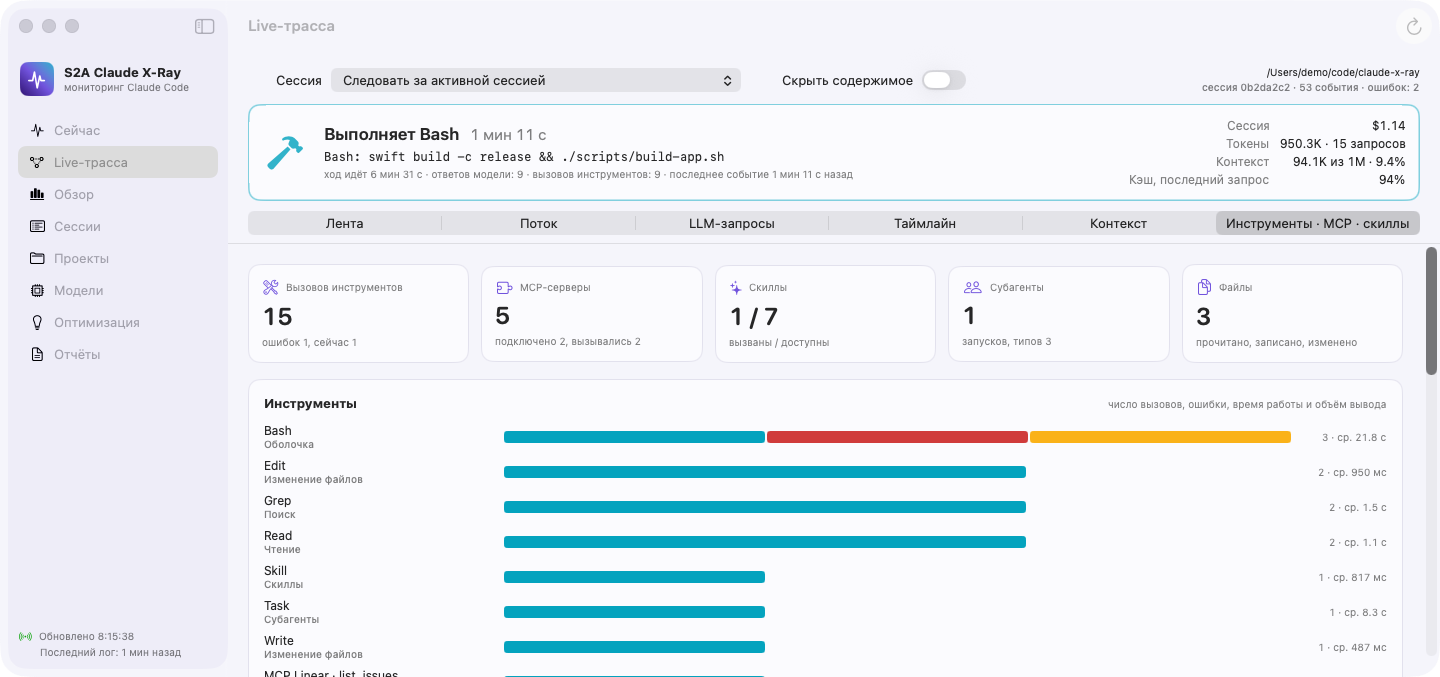 Live-трасса
S2A Claude X-Ray
мониторинг Claude Code
Сейчас
Live-трасса
Обзор
Сессии
Проекты
Модели
Оптимизация
Отчёты
Обновлено 8:15:38
Последний лог: 1 мин назад
Сессия
Следовать за активной сессией
Скрыть содержимое
/Users/demo/code/claude-x-ray
сессия 0b2da2c2 · 53 события · ошибок: 2
Выполняет Bash 1 мин 11 с
Bash: swift build -c release && ./scripts/build-app.sh
ход идёт 6 мин 31 с · ответов модели: 9 · вызовов инструментов: 9 · последнее событие 1 мин 11 с назад
Сессия $1.14
Токены 950.3K · 15 запросов
Контекст 94.1K из 1M · 9.4%
Кэш, последний запрос 94%
Лента Поток LLM-запросы Таймлайн Контекст Инструменты · MCP · скиллы
Вызовов инструментов
15
ошибок 1, сейчас 1
MCP-серверы
5
подключено 2, вызывались 2
Скиллы
1 / 7
вызваны / доступны
Субагенты
1
запусков, типов 3
Файлы
3
прочитано, записано, изменено
Инструменты
число вызовов, ошибки, время работы и объём вывода
Bash
Оболочка
3 · ср. 21.8 с
Edit
Изменение файлов
2 · ср. 950 мс
Grep
Поиск
2 · ср. 1.5 с
Read
Чтение
2 · ср. 1.1 с
Skill
Скиллы
1 · ср. 817 мс
Task
Субагенты
1 · ср. 8.3 с
Write
Изменение файлов
1 · ср. 487 мс
MCP Linear · list_issues